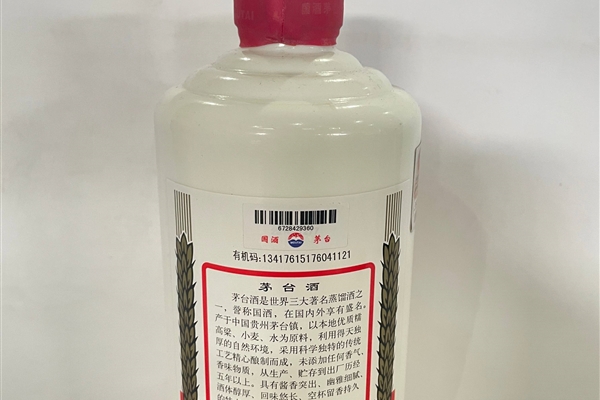 国酒茅台
6728429360
国酒 茅台
有机码:13417615176041121
茅台酒
茅台酒是世界三大著名蒸馏酒之
一，誉称国酒，在国内外享有盛名。
产于中国贵州茅台镇，以本地优质糯
高粱、小麦、水为原料，利用得天独
厚的自然环境，采用科学独特的传统
工艺精心酿制而成，未添加任何香气、
香味物质，从生产、贮存到出厂历经
五年以上，具有酱香突出、幽雅细腻、
酒体醇厚、回味悠长、空杯留香持久